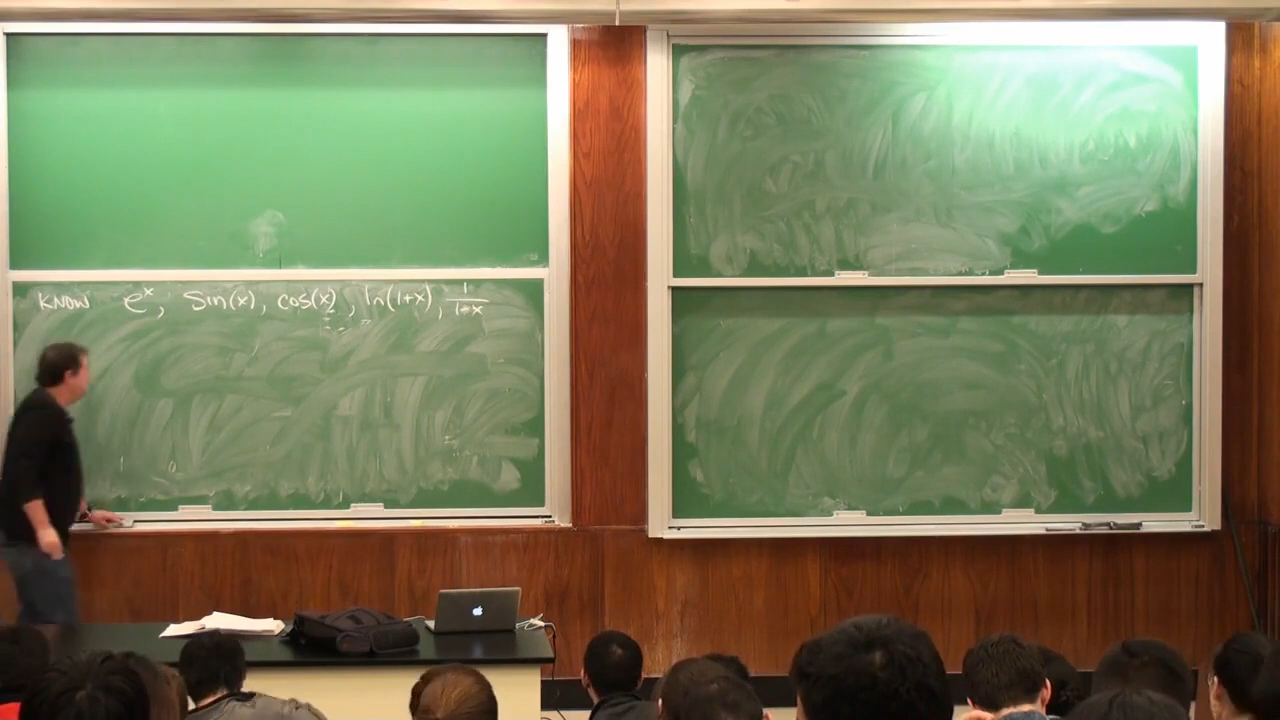 KNOW e^x, Sin(x), cos(x), ln(1+x), 1/(1-x)